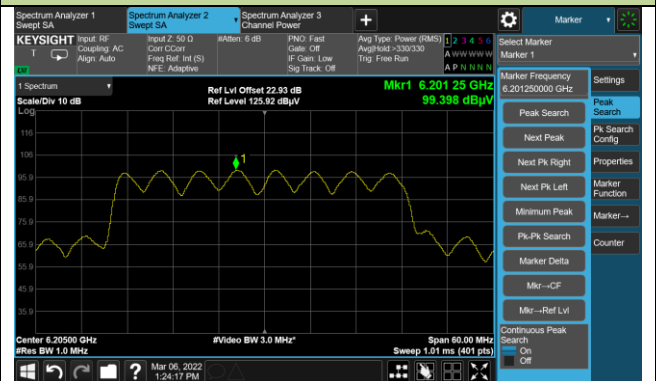 Spectrum Analyzer 1
Swept SA
Spectrum Analyzer 2
Swept SA
Spectrum Analyzer 3
Channel Power
Marker
KEYSIGHT
Input: RF
Coupling: AC
Align: Auto
Input Z: 50 Ω
Corr CCorr
Freq Ref: Int (S)
NFE: Adaptive
#Atten: 6 dB
PNO: Fast
Gate: Off
IF Gain: Low
Sig Track: Off
Avg Type: Power (RMS)
Avg|Hold:>330/330
Trig: Free Run
1 2 3 4 5 6
A W W W W W
A P N N N N
Select Marker
Marker 1
1 Spectrum
Scale/Div 10 dB
Log
Ref Lvl Offset 22.93 dB
Ref Level 125.92 dBµV
Mkr1 6.201 25 GHz
99.398 dBµV
1
116
106
95.9
85.9
75.9
65.9
55.9
45.9
35.9
Center 6.20500 GHz
#Res BW 1.0 MHz
#Video BW 3.0 MHz*
Span 60.00 MHz
Sweep 1.01 ms (401 pts)
Marker Frequency
6.201250000 GHz
Peak Search
Next Peak
Next Pk Right
Next Pk Left
Minimum Peak
Pk-Pk Search
Marker Delta
Mkr→CF
Mkr→Ref Lvl
Continuous Peak
Search
On
Off
Settings
Peak
Search
Pk Search
Config
Properties
Marker
Function
Marker→
Counter
Mar 06, 2022
1:24:17 PM